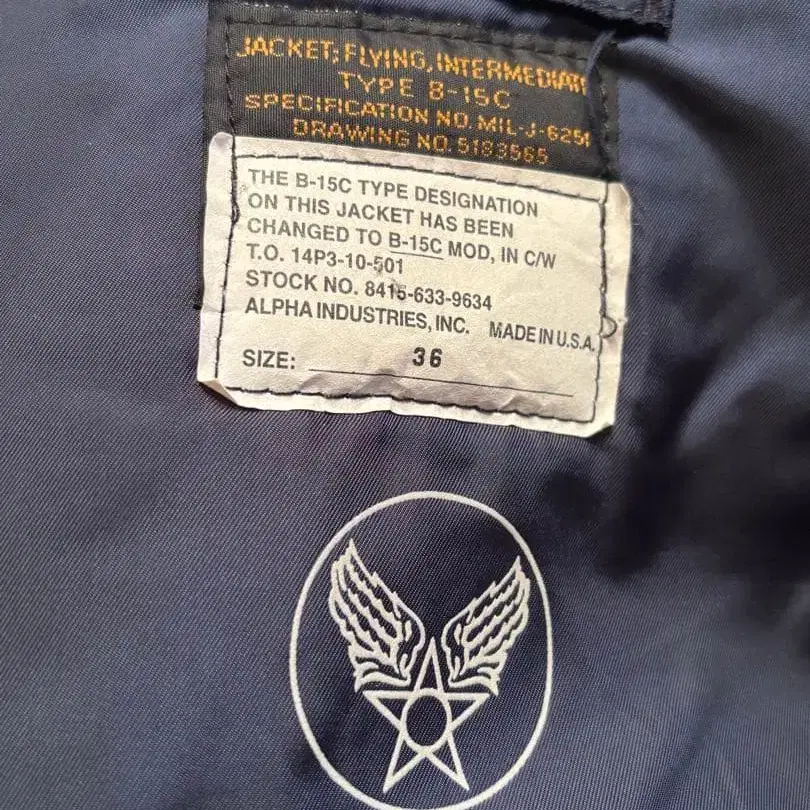 JACKET, FLYING, INTERMEDIATE
TYPE B-15C
SPECIFICATION NO. MIL-J-6251
DRAWING NO. 5183565
THE B-15C TYPE DESIGNATION
ON THIS JACKET HAS BEEN
CHANGED TO B-15C MOD, IN C/W
T.O. 14P3-10-501
STOCK NO. 8415-633-9634
ALPHA INDUSTRIES, INC. MADE IN U.S.A.
SIZE: 36